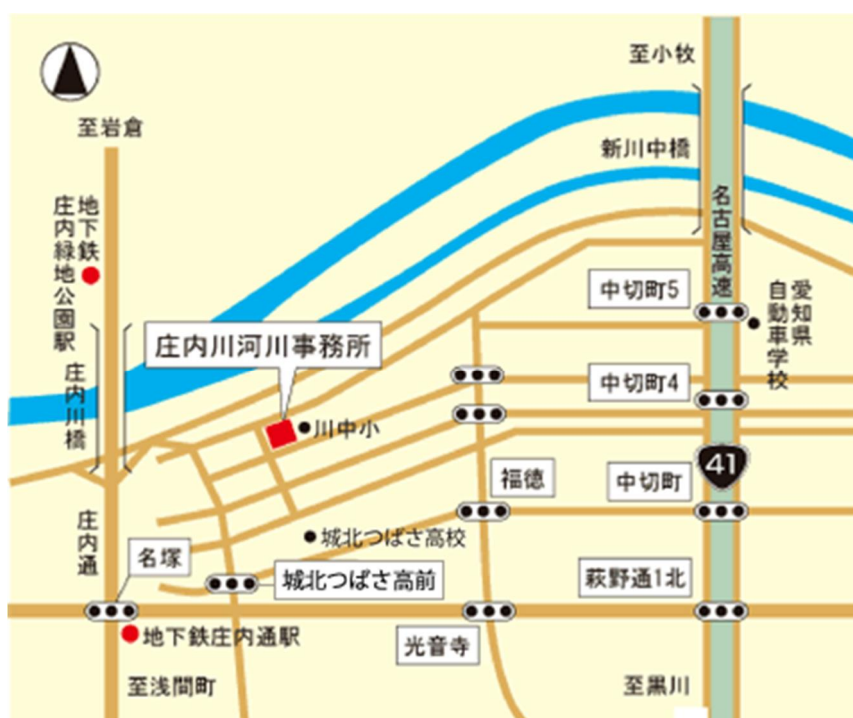 至小牧
至岩倉
新川中橋
名古屋高速
地下鉄
庄内緑地公園駅
中切町5
愛知県
自動車学校
庄内川河川事務所
庄内川橋
中切町4
川中小
41
福徳
中切町
庄内通
城北つばさ高校
名塚
城北つばさ高前
萩野通1北
地下鉄庄内通駅
光音寺
至浅間町
至黒川